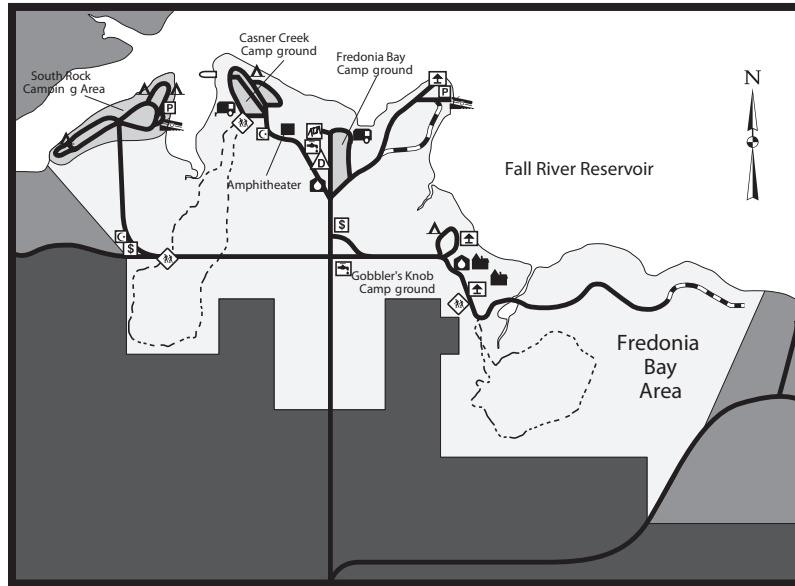 Casner Creek
Camp ground
Fredonia Bay
Camp ground
South Rock
Campin g Area
P
P
N
Fall River Reservoir
D
Amphitheater
$
$
Gobbler's Knob
Camp ground
Fredonia
Bay
Area